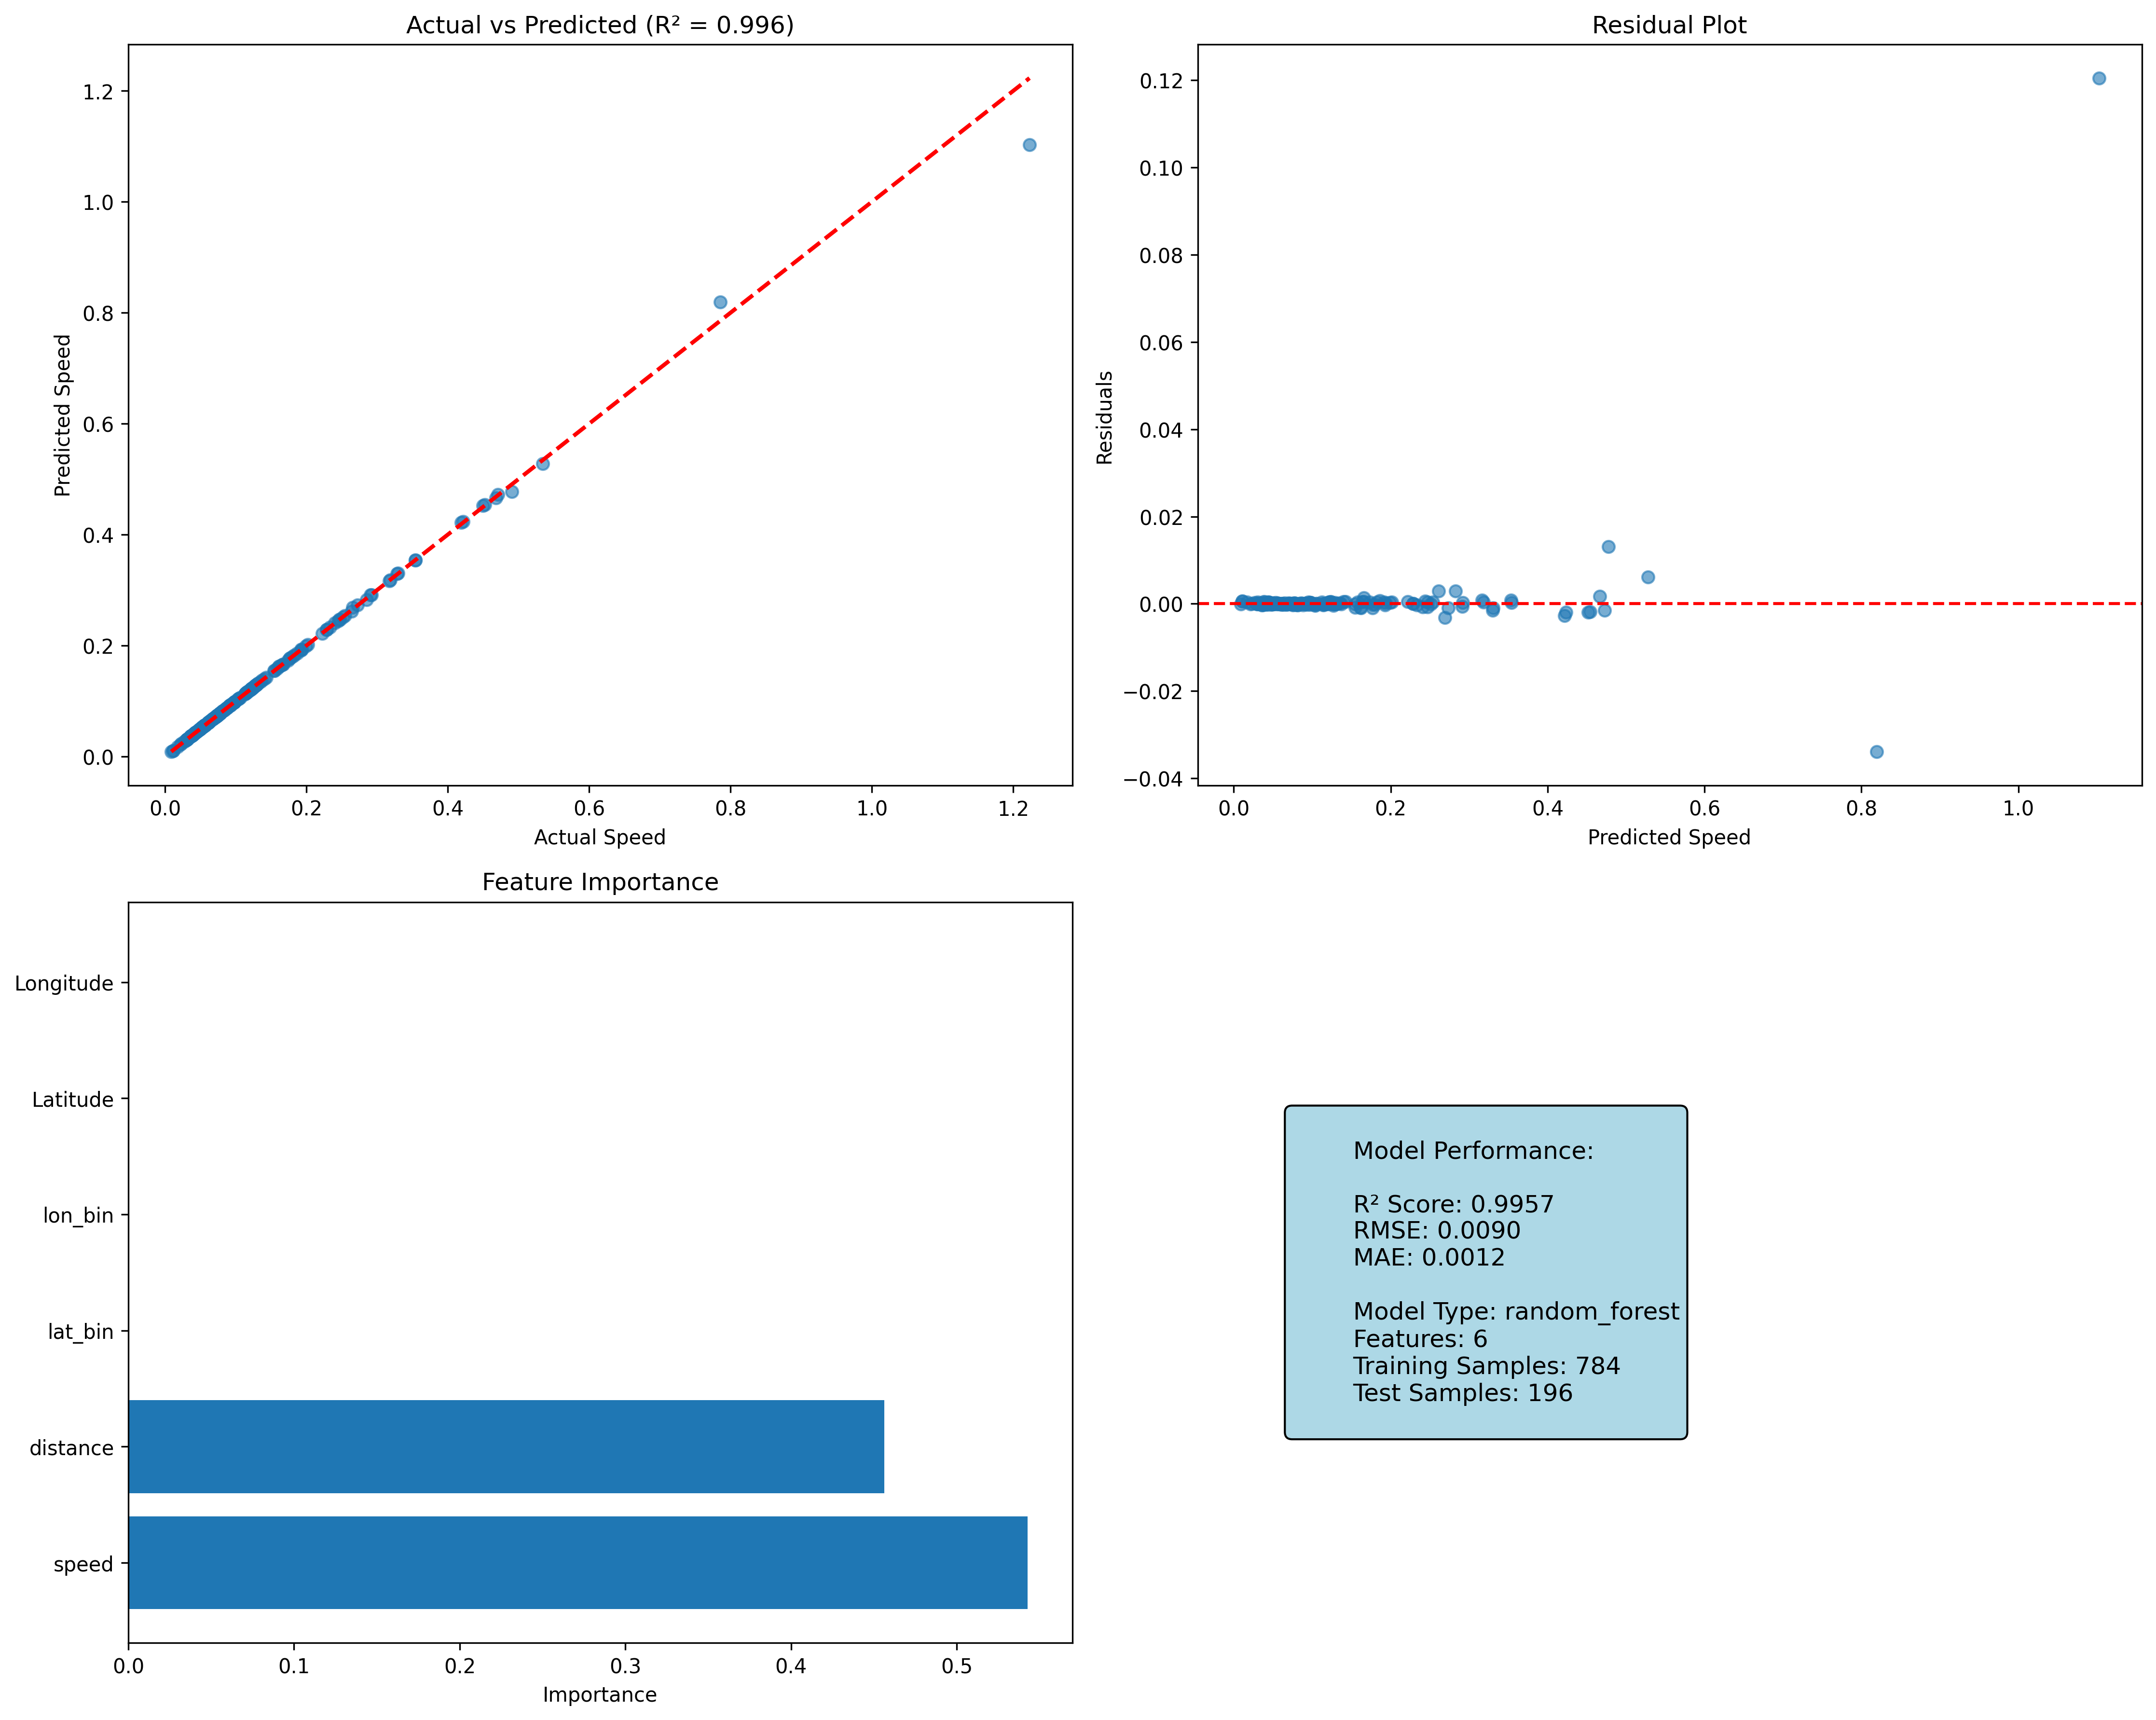 Actual vs Predicted (R² = 0.996)
Predicted Speed
1.2
1.0
0.8
0.6
0.4
0.2
0.0
0.0 0.2 0.4 0.6 0.8 1.0 1.2
Actual Speed
Residual Plot
Residuals
0.12
0.10
0.08
0.06
0.04
0.02
0.00
−0.02
−0.04
0.0 0.2 0.4 0.6 0.8 1.0
Predicted Speed
Feature Importance
Longitude
Latitude
lon_bin
lat_bin
distance
speed
0.0 0.1 0.2 0.3 0.4 0.5
Importance
Model Performance:
R² Score: 0.9957
RMSE: 0.0090
MAE: 0.0012
Model Type: random_forest
Features: 6
Training Samples: 784
Test Samples: 196